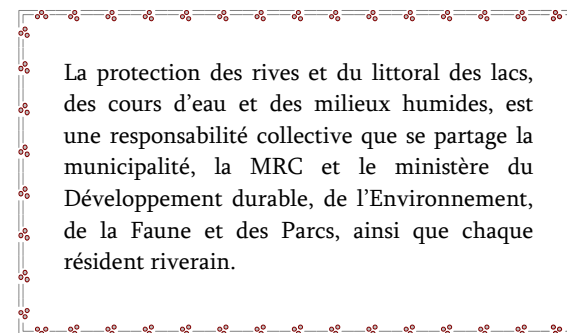 La protection des rives et du littoral des lacs,
des cours d'eau et des milieux humides, est
une responsabilité collective que se partage la
municipalité, la MRC et le ministère du
Développement durable, de l'Environnement,
de la Faune et des Parcs, ainsi que chaque
résident riverain.